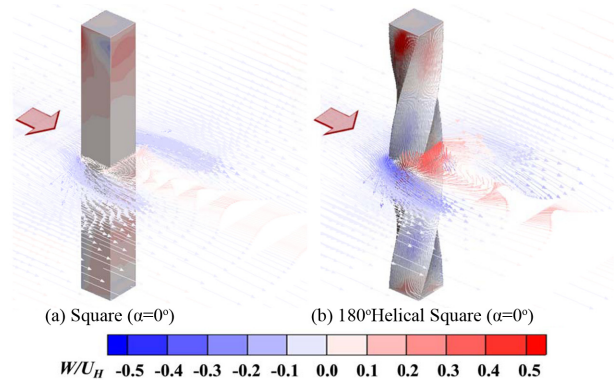 (a) Square (α=0°)
(b) 180°Helical Square (α=0°)
W/U_H -0.5 -0.4 -0.3 -0.2 -0.1 0.0 0.1 0.2 0.3 0.4 0.5